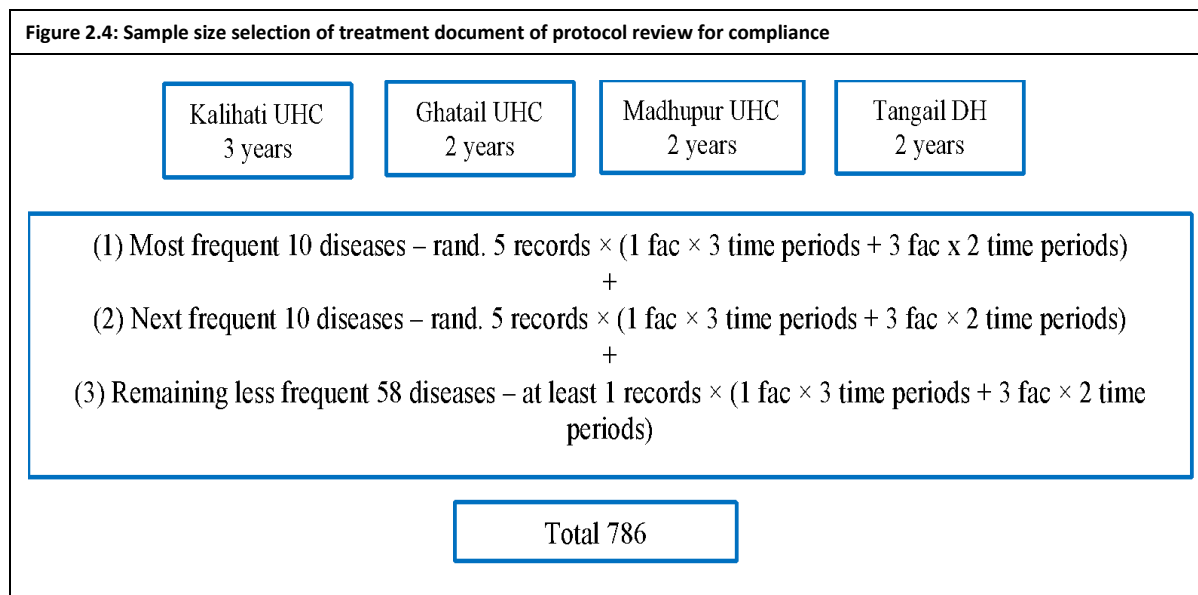 Figure 2.4: Sample size selection of treatment document of protocol review for compliance
Kalihati UHC
3 years
Ghatail UHC
2 years
Madhupur UHC
2 years
Tangail DH
2 years
(1) Most frequent 10 diseases – rand. 5 records × (1 fac × 3 time periods + 3 fac x 2 time periods)
+
(2) Next frequent 10 diseases – rand. 5 records × (1 fac × 3 time periods + 3 fac × 2 time periods)
+
(3) Remaining less frequent 58 diseases – at least 1 records × (1 fac × 3 time periods + 3 fac × 2 time
periods)
Total 786